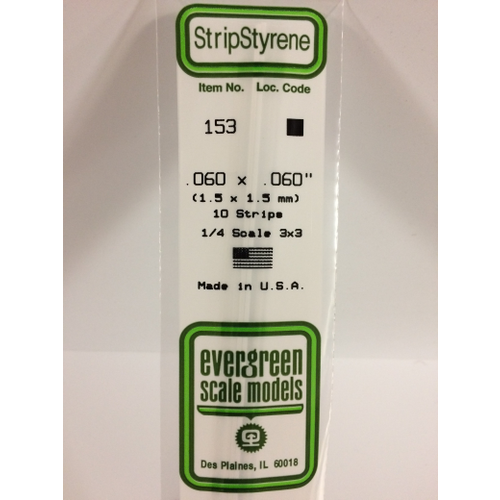 StripStyrene
Item No. Loc. Code
153
.060 x .060"
(1.5 x 1.5 mm)
10 Strips
1/4 Scale 3x3
Made in U.S.A.
evergreen
scale models
Des Plaines, IL 60018